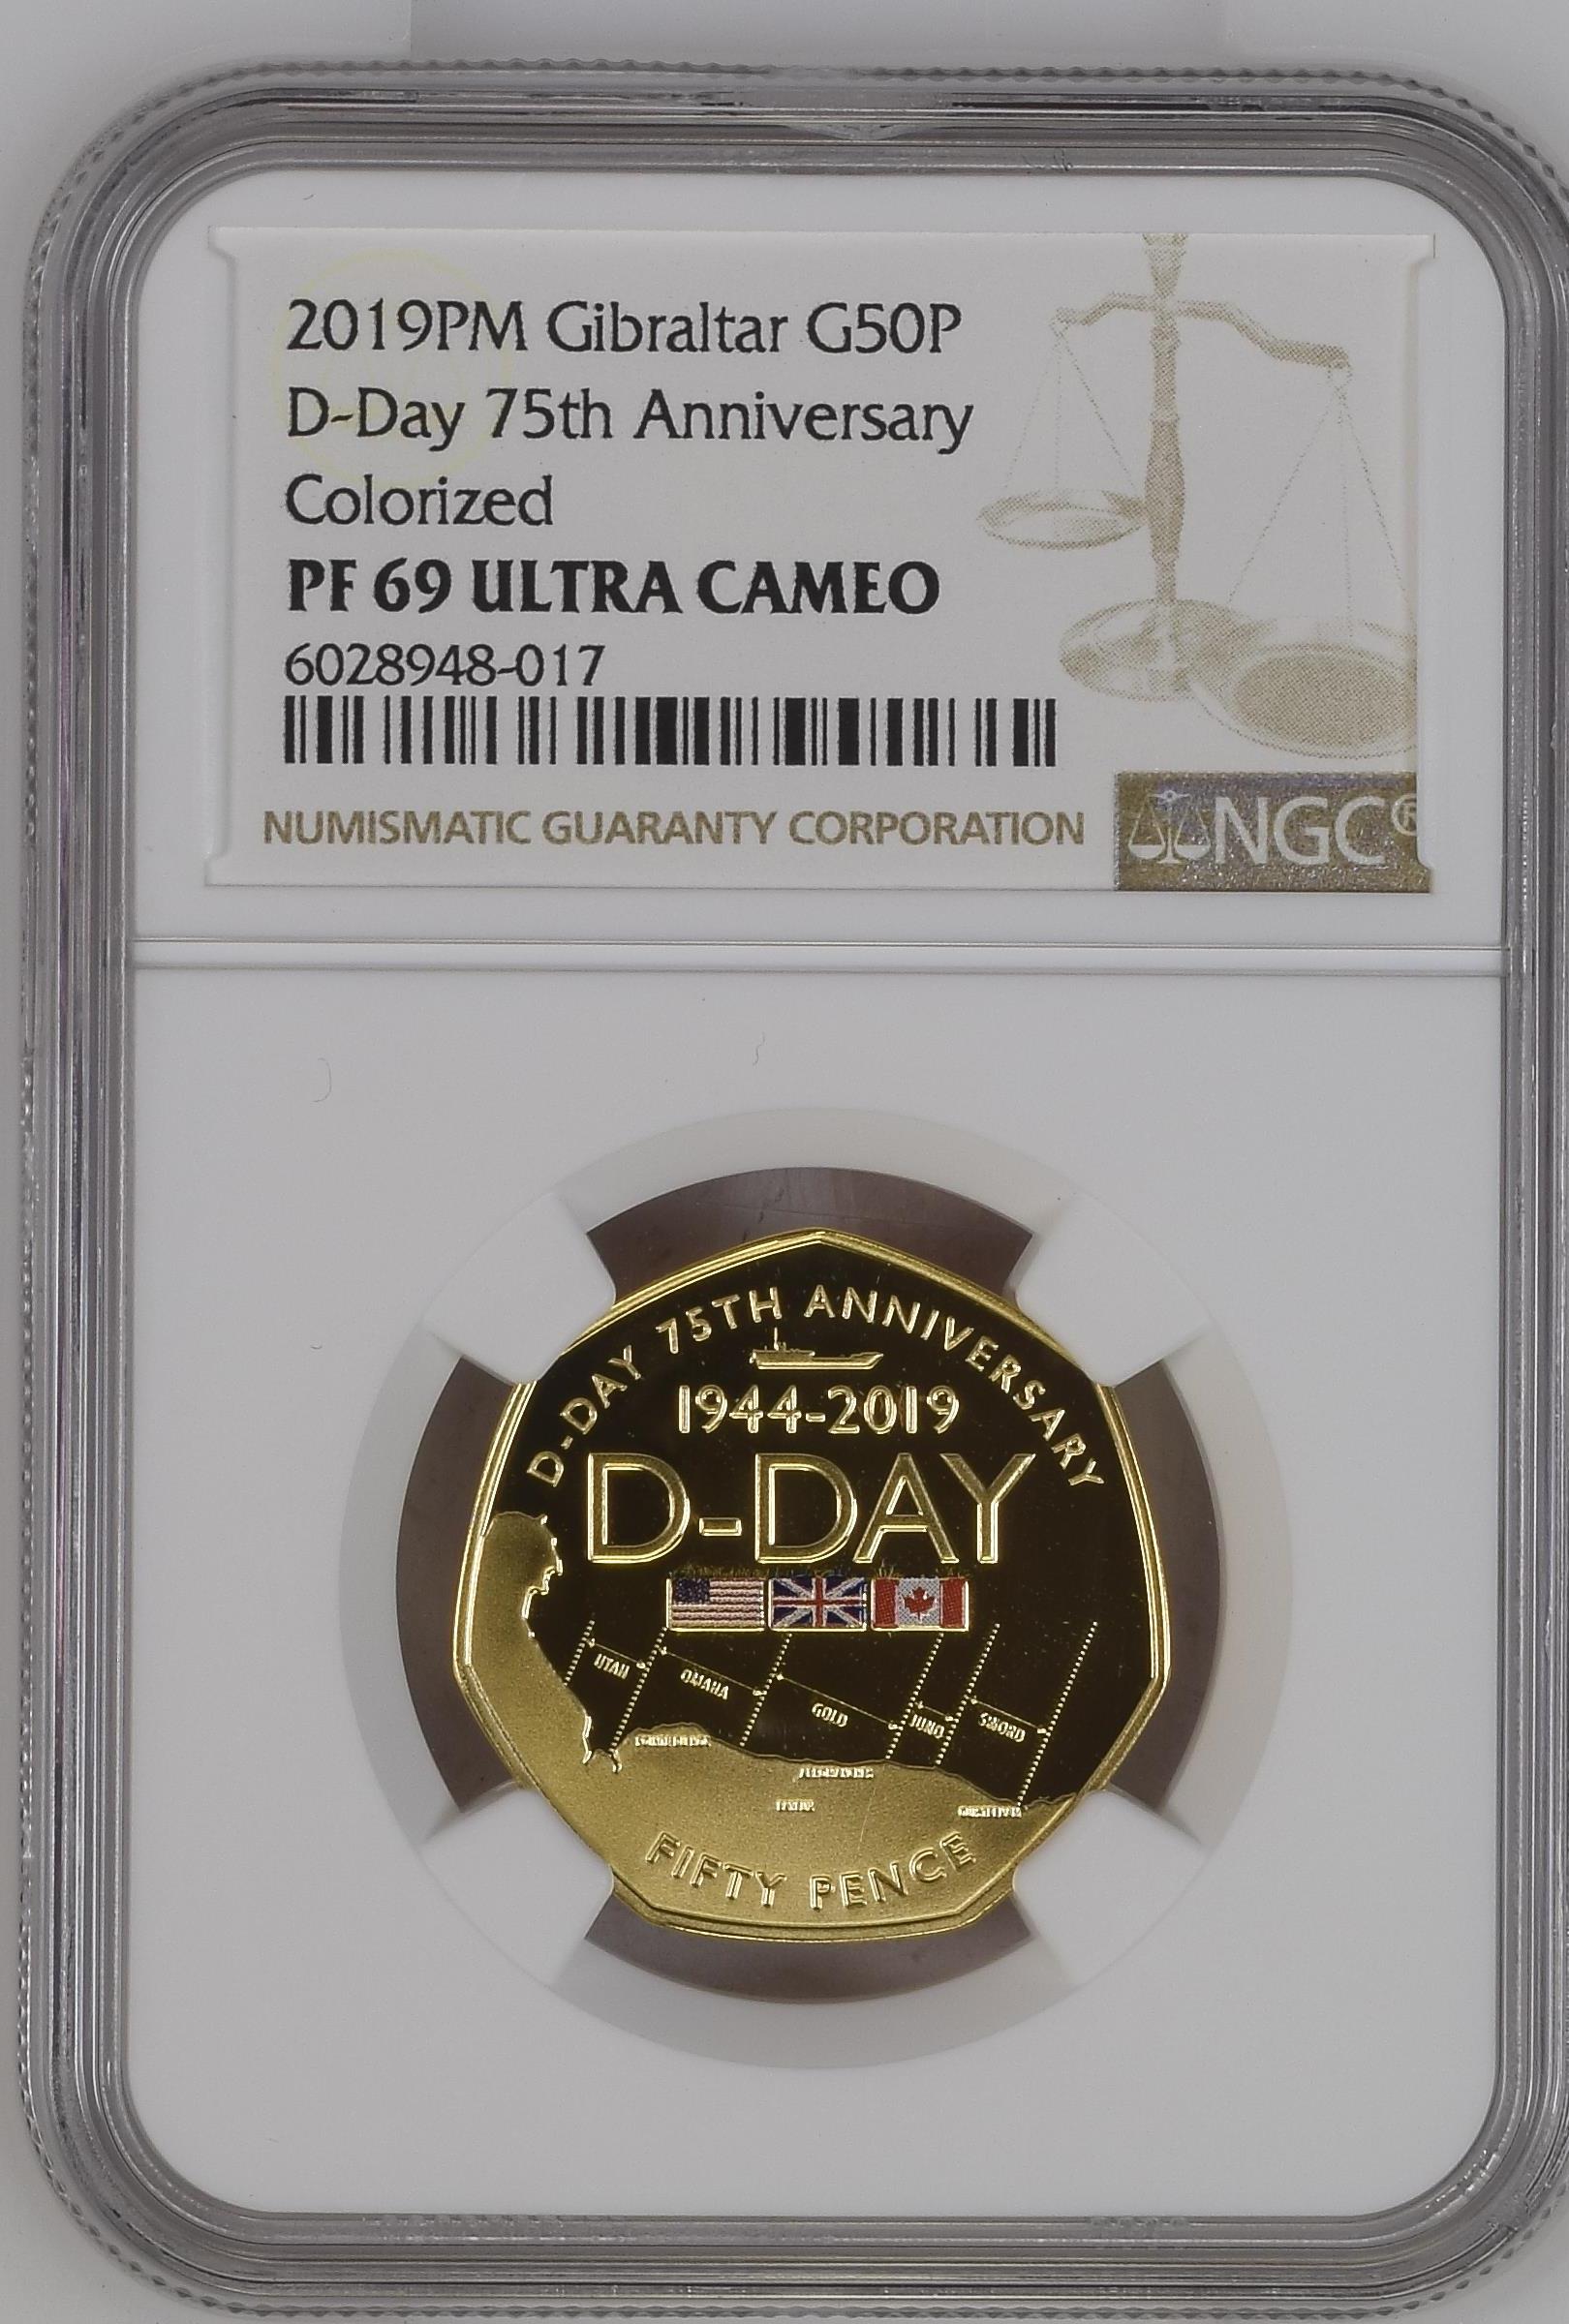 2019PM Gibraltar G50P
D-Day 75th Anniversary
Colorized
PF 69 ULTRA CAMEO
6028948-017
NUMISMATIC GUARANTY CORPORATION
NGC®
D-DAY 75TH ANNIVERSARY
1944-2019
D-DAY
UTAH
OMAHA
GOLD
JUNO
SWORD
FIFTY PENCE